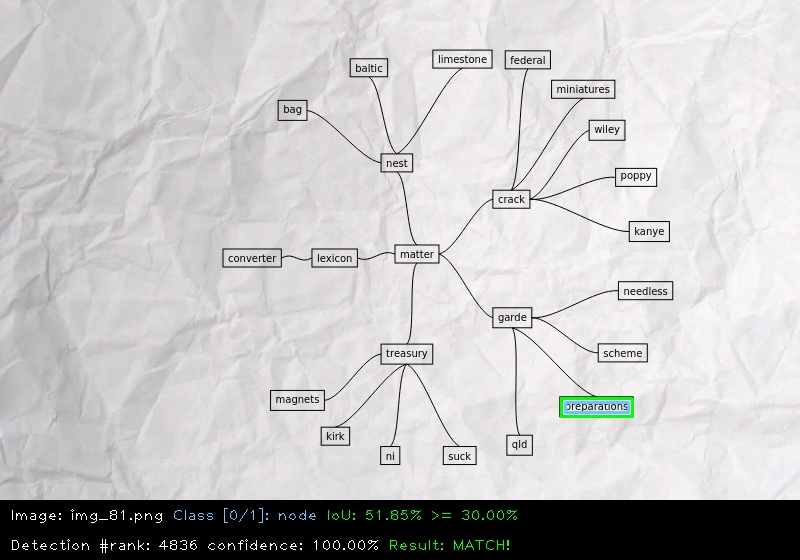 limestone
federal
baltic
miniatures
bag
wiley
nest
poppy
crack
kanye
matter
converter
lexicon
needless
garde
treasury
scheme
magnets
preparations
kirk
qld
ni
suck
Image: img_81.png Class [0/1]: node IoU: 51.85% >= 30.00%
Detection #rank: 4836 confidence: 100.00% Result: MATCH!